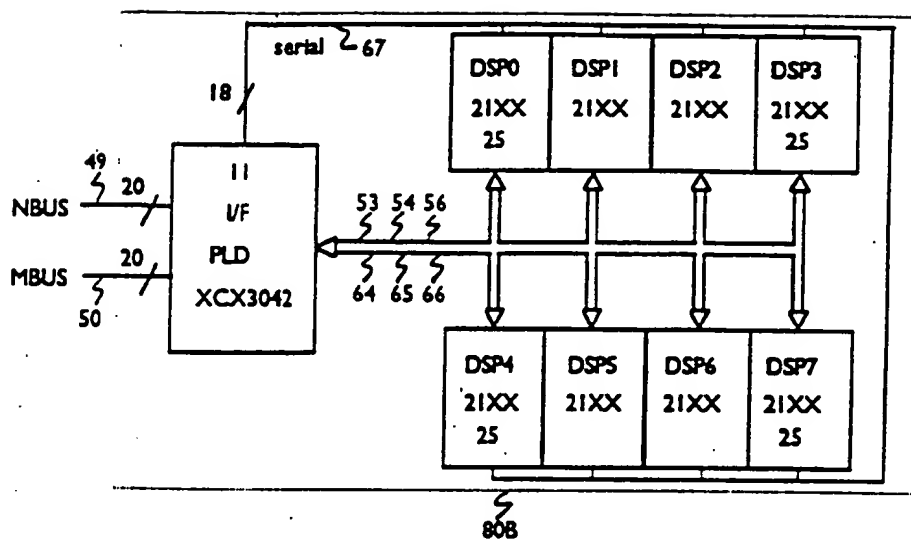 serial 67
18
DSP0 DSP1 DSP2 DSP3
21XX 21XX 21XX 21XX
25 25
49
20
NBUS
11
I/F
PLD
XCX3042
53 54 56
64 65 66
20
MBUS
50
DSP4 DSP5 DSP6 DSP7
21XX 21XX 21XX 21XX
25 25
80B